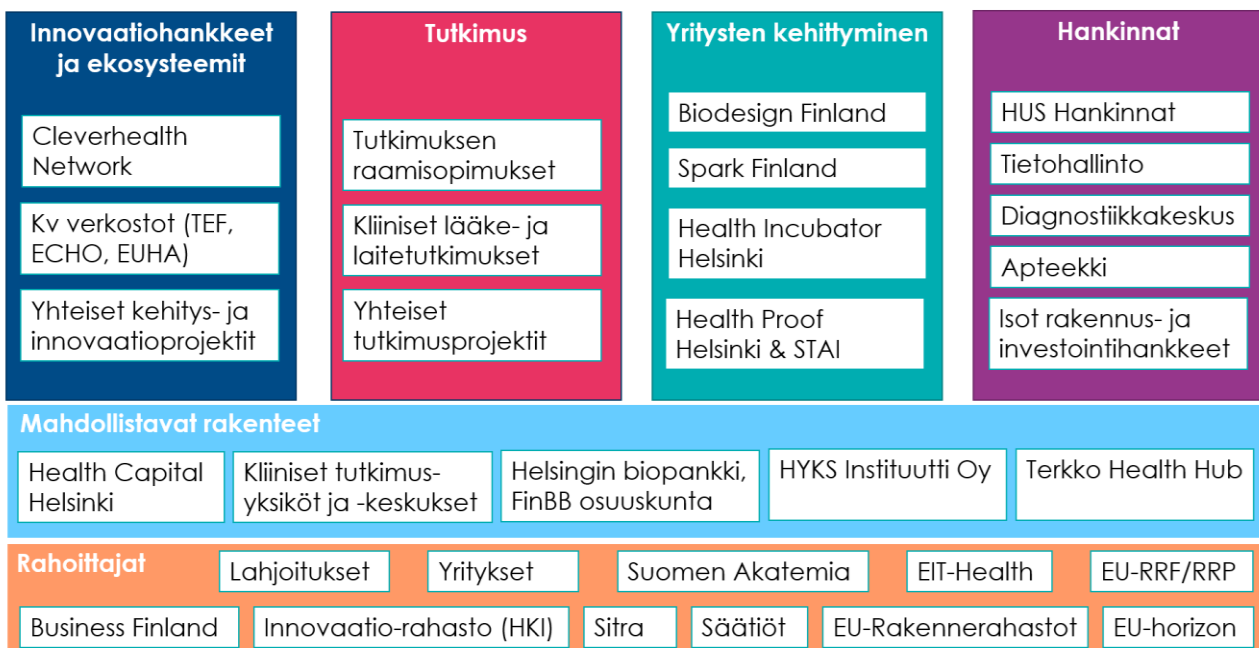 Innovaatiohankkeet
ja ekosysteemit
Cleverhealth
Network
Kv verkostot (TEF,
ECHO, EUHA)
Yhteiset kehitys- ja
innovaatioprojektit
Tutkimus
Tutkimuksen
raamisopimukset
Kliiniset lääke- ja
laitetutkimukset
Yhteiset
tutkimusprojektit
Yritysten kehittyminen
Biodesign Finland
Spark Finland
Health Incubator
Helsinki
Health Proof
Helsinki & STAI
Hankinnat
HUS Hankinnat
Tietohallinto
Diagnostiikkakeskus
Apteekki
Isot rakennus- ja
investointihankkeet
Mahdollistavat rakenteet
Health Capital
Helsinki
Kliiniset tutkimus-
yksiköt ja -keskukset
Helsingin biopankki,
FinBB osuuskunta
HYKS Instituutti Oy
Terkko Health Hub
Rahoittajat
Lahjoitukset
Yritykset
Suomen Akatemia
EIT-Health
EU-RRF/RRP
Business Finland
Innovaatio-rahasto (HKI)
Sitra
Säätiöt
EU-Rakennerahastot
EU-horizon